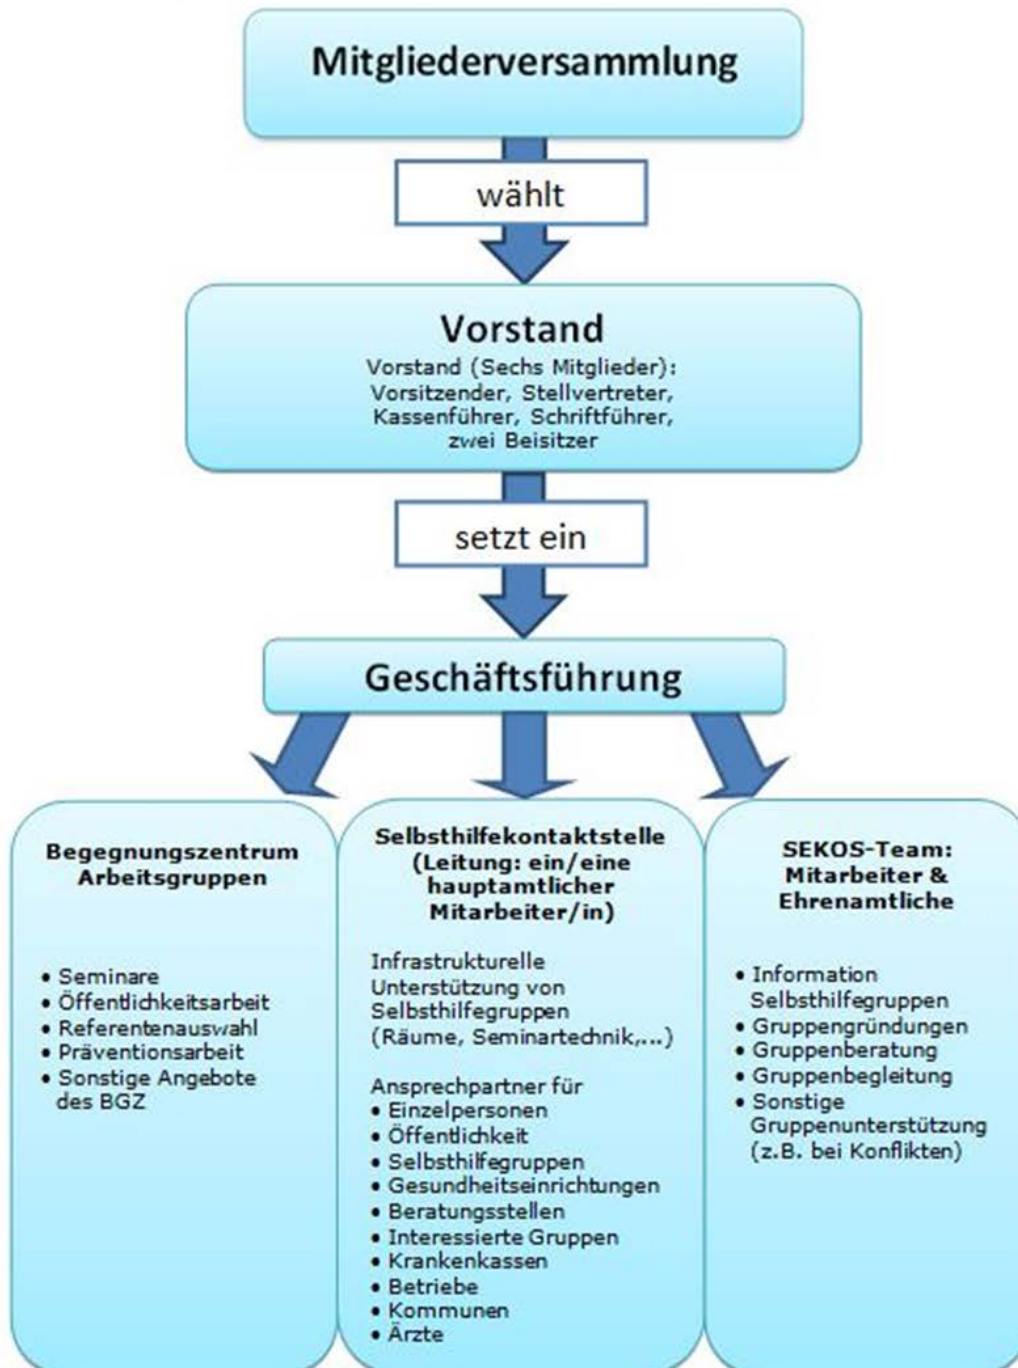 Mitgliederversammlung
wählt
Vorstand
Vorstand (Sechs Mitglieder):
Vorsitzender, Stellvertreter,
Kassenführer, Schriftführer,
zwei Beisitzer
setzt ein
Geschäftsführung
Begegnungszentrum
Arbeitsgruppen
• Seminare
• Öffentlichkeitsarbeit
• Referentenauswahl
• Präventionsarbeit
• Sonstige Angebote
des BGZ
Selbsthilfekontaktstelle
(Leitung: ein/eine
hauptamtlicher
Mitarbeiter/in)
Infrastrukturelle
Unterstützung von
Selbsthilfegruppen
(Räume, Seminartechnik,...)
Ansprechpartner für
• Einzelpersonen
• Öffentlichkeit
• Selbsthilfegruppen
• Gesundheitseinrichtungen
• Beratungsstellen
• Interessierte Gruppen
• Krankenkassen
• Betriebe
• Kommunen
• Ärzte
SEKOS-Team:
Mitarbeiter &
Ehrenamtliche
• Information
Selbsthilfegruppen
• Gruppengründungen
• Gruppenberatung
• Gruppenbegleitung
• Sonstige
Gruppenunterstützung
(z.B. bei Konflikten)